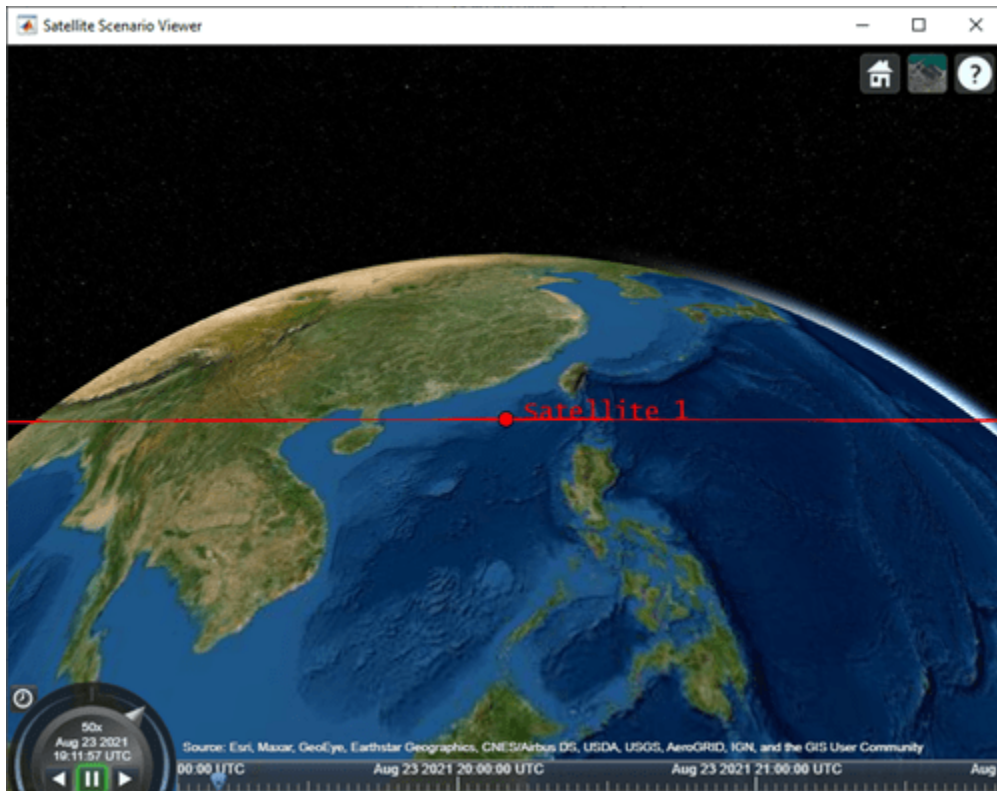 Satellite Scenario Viewer
?
Satellite 1
50x
Aug 23 2021
19:11:57 UTC
Source: Esri, Maxar, GeoEye, Earthstar Geographics, CNES/Airbus DS, USDA, USGS, AeroGRID, IGN, and the GIS User Community
00:00 UTC Aug 23 2021 20:00:00 UTC Aug 23 2021 21:00:00 UTC Aug